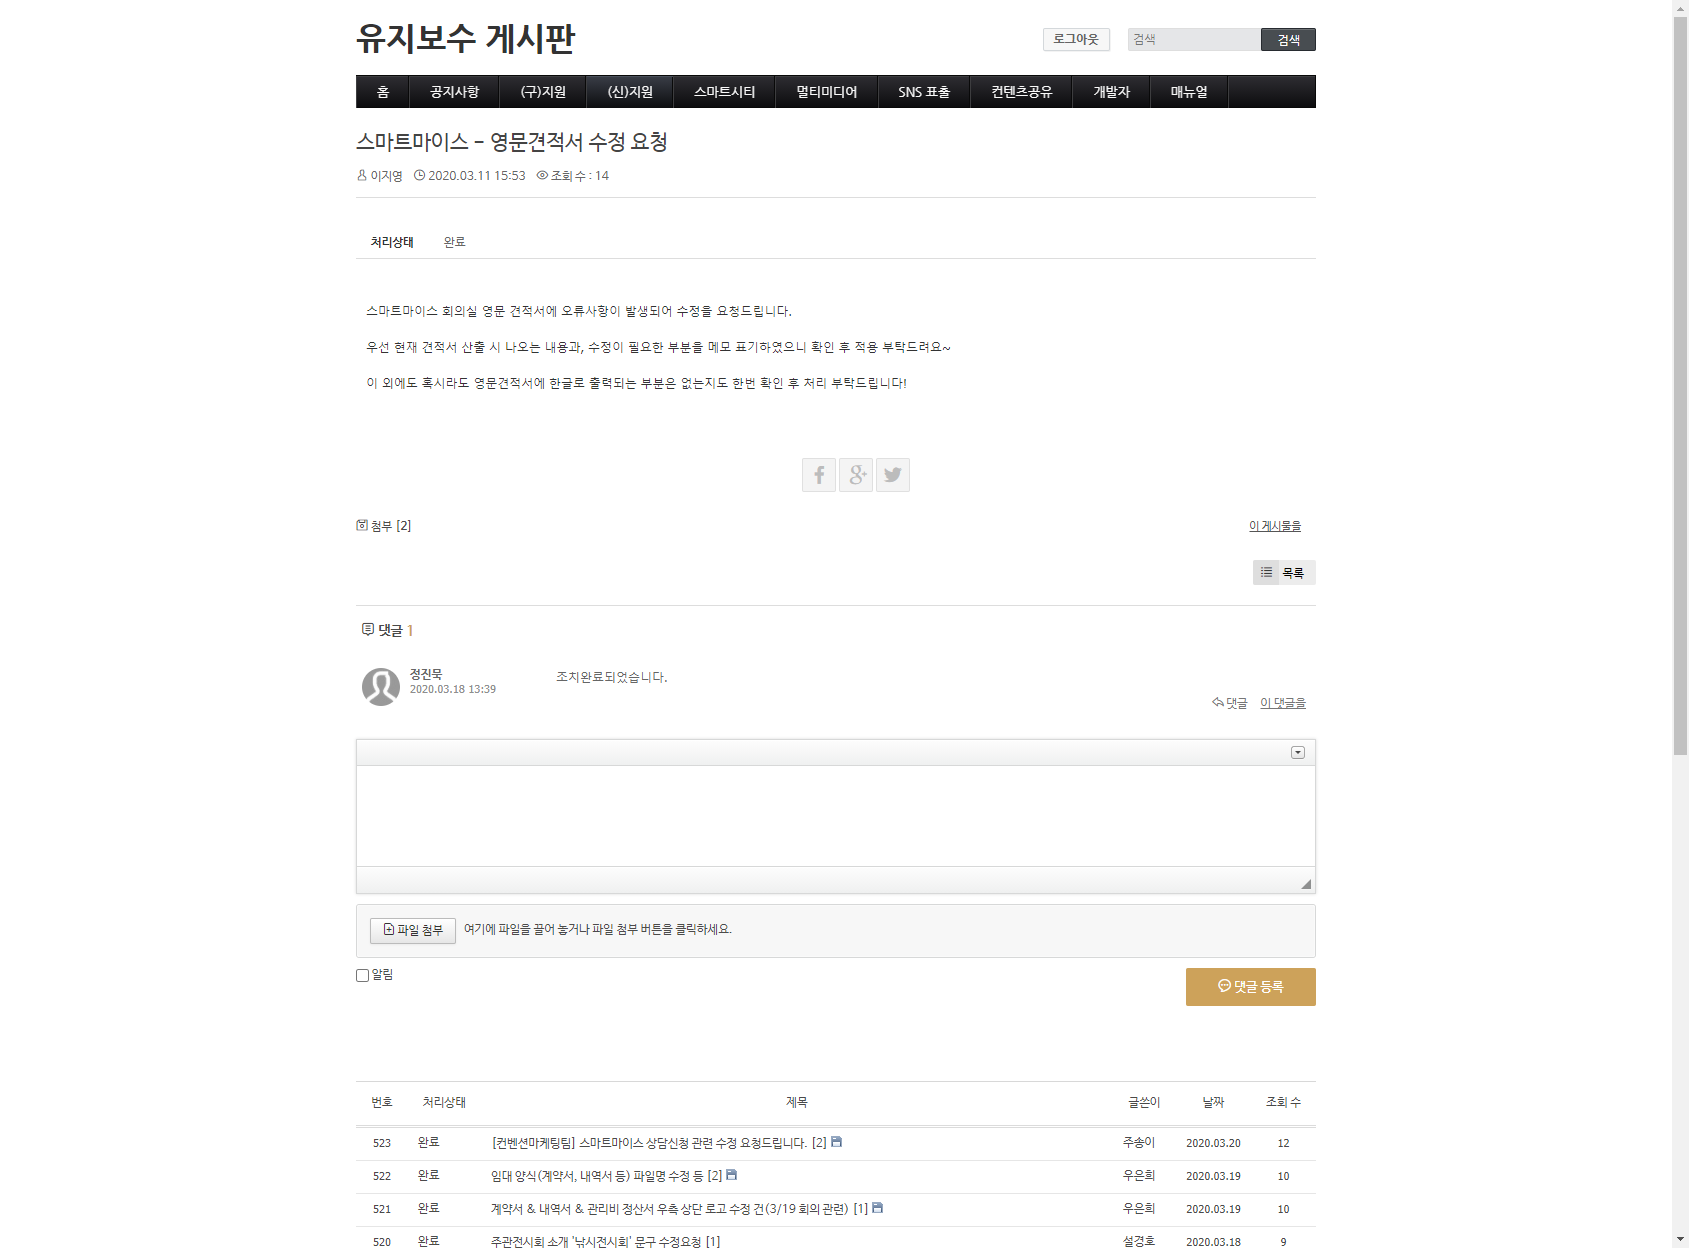 유지보수 게시판
로그아웃 검색 검색
홈 공지사항 (구)지원 (신)지원 스마트시티 멀티미디어 SNS 표출 컨텐츠공유 개발자 매뉴얼
스마트마이스 - 영문견적서 수정 요청
이지영 2020.03.11 15:53 조회 수 : 14
처리상태 완료
스마트마이스 회의실 영문 견적서에 오류사항이 발생되어 수정을 요청드립니다.
우선 현재 견적서 산출 시 나오는 내용과, 수정이 필요한 부분을 메모 표기하였으니 확인 후 적용 부탁드려요~
이 외에도 혹시라도 영문견적서에 한글로 출력되는 부분은 없는지도 한번 확인 후 처리 부탁드립니다!
첨부 [2] 이 게시물을
목록
댓글 1
정진묵 조치완료되었습니다.
2020.03.18 13:39
댓글 이 댓글을
파일 첨부 여기에 파일을 끌어 놓거나 파일 첨부 버튼을 클릭하세요.
알림 댓글 등록
번호 처리상태 제목 글쓴이 날짜 조회 수
523 완료 [컨벤션마케팅팀] 스마트마이스 상담신청 관련 수정 요청드립니다. [2] 주송이 2020.03.20 12
522 완료 임대 양식(계약서, 내역서 등) 파일명 수정 등 [2] 우은희 2020.03.19 10
521 완료 계약서 & 내역서 & 관리비 정산서 우측 상단 로고 수정 건(3/19 회의 관련) [1] 우은희 2020.03.19 10
520 완료 주관전시회 소개 '낚시전시회' 문구 수정요청 [1] 설경호 2020.03.18 9